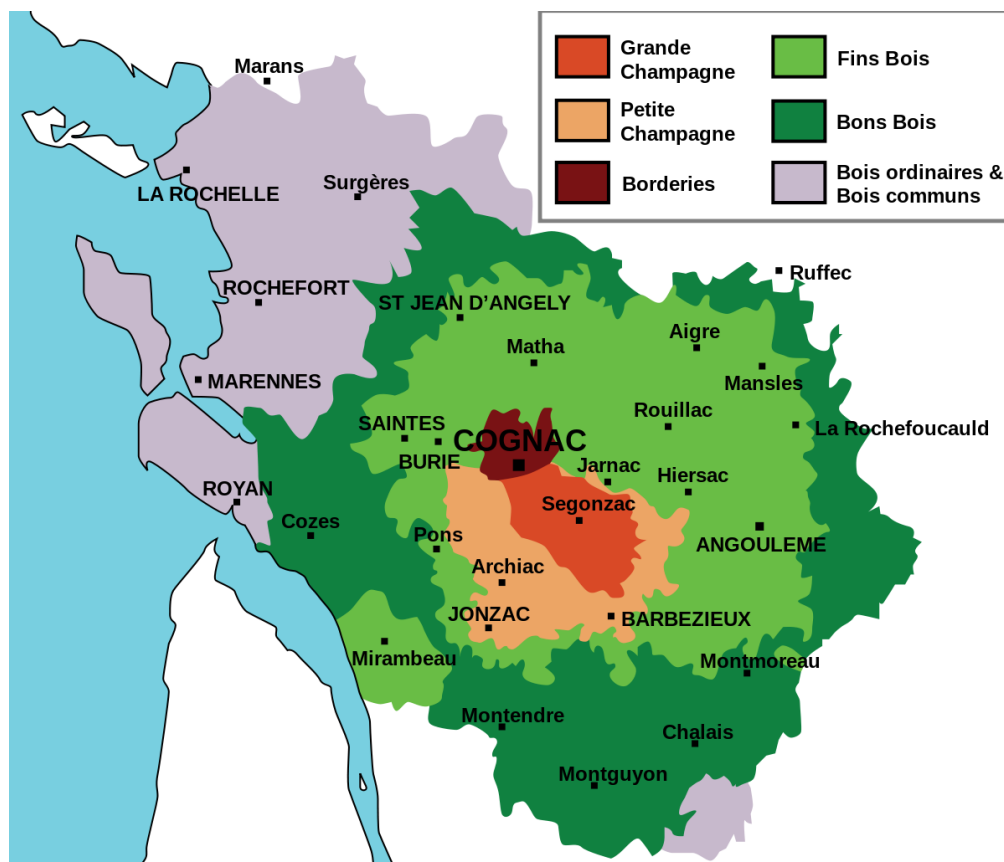 Grande
Champagne
Fins Bois
Petite
Champagne
Bons Bois
Borderies
Bois ordinaires &
Bois communs
Marans
LA ROCHELLE
Surgères
Ruffec
ROCHEFORT
ST JEAN D’ANGELY
Aigre
Matha
MARENNES
Mansles
Rouillac
SAINTES
La Rochefoucauld
COGNAC
BURIE
Jarnac
Hiersac
ROYAN
Segonzac
Cozes
Pons
ANGOULEME
Archiac
JONZAC
BARBEZIEUX
Mirambeau
Montmoreau
Montendre
Chalais
Montguyon